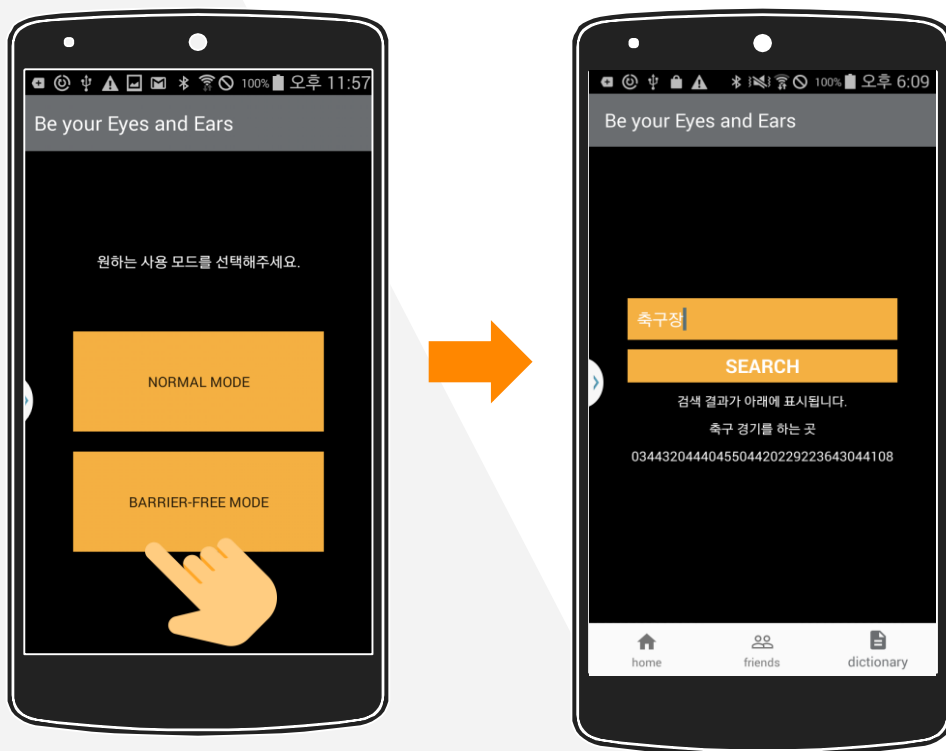 100% 오후 11:57
Be your Eyes and Ears
원하는 사용 모드를 선택해주세요.
NORMAL MODE
BARRIER-FREE MODE
100% 오후 6:09
Be your Eyes and Ears
축구장
SEARCH
검색 결과가 아래에 표시됩니다.
축구 경기를 하는 곳
0344320444045504420229223643044108
home friends dictionary